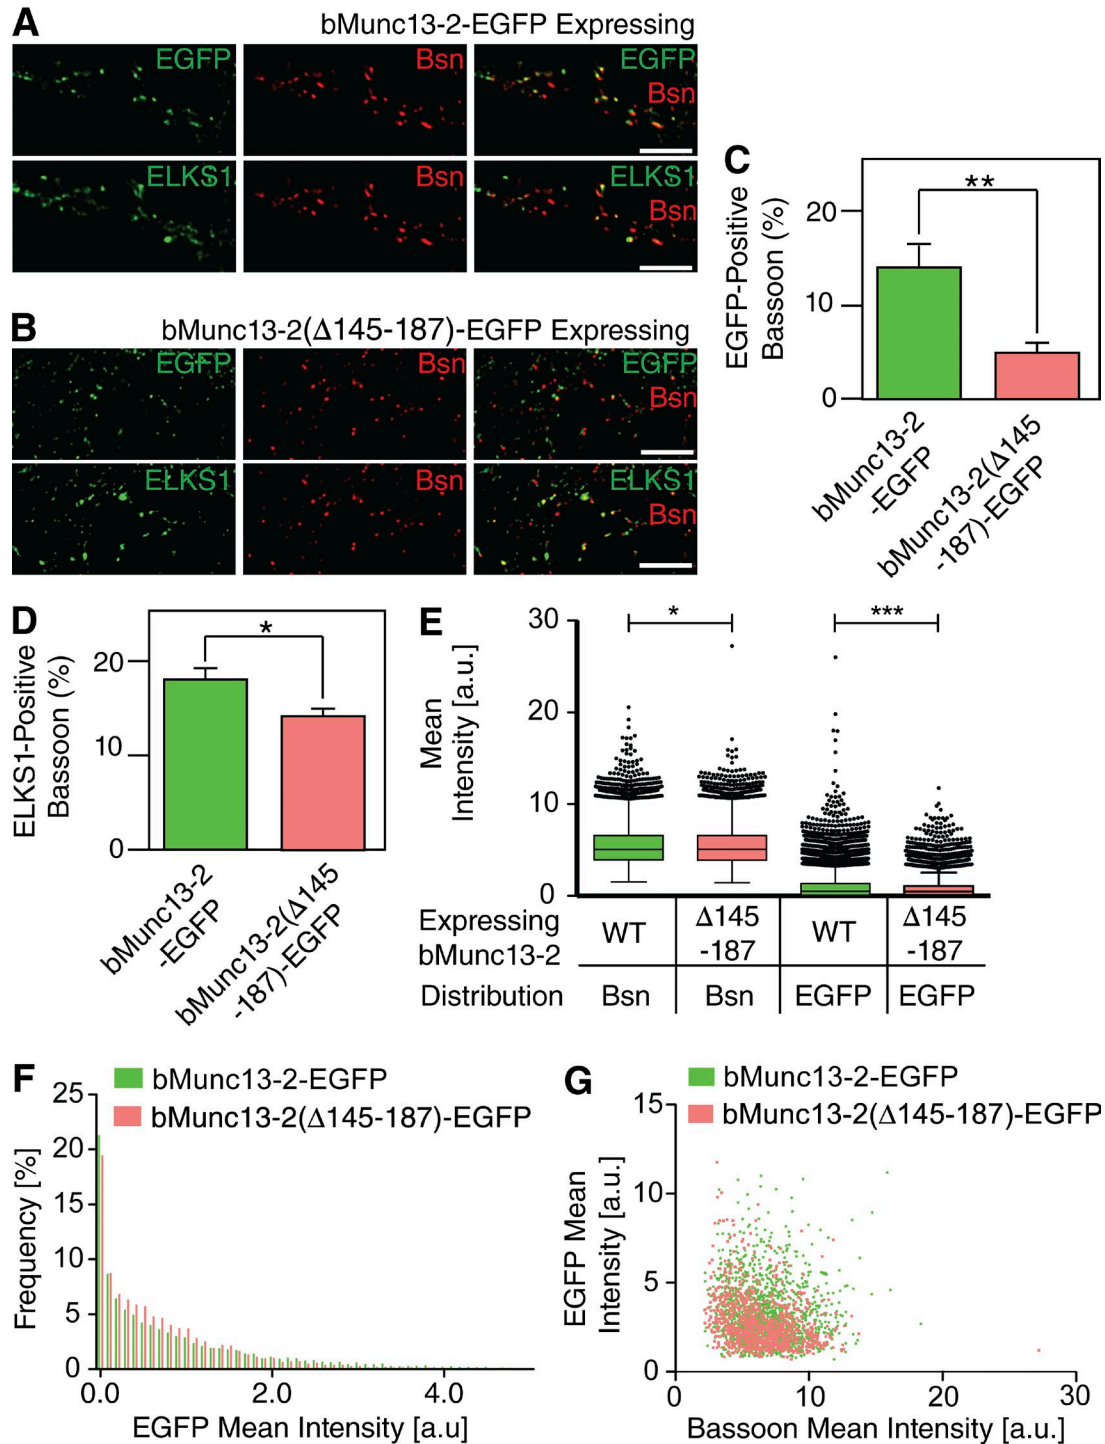 A
bMunc13-2-EGFP Expressing
EGFP
Bsn
EGFP
Bsn
ELKS1
Bsn
ELKS1
Bsn
B
bMunc13-2(Δ145-187)-EGFP Expressing
EGFP
Bsn
EGFP
Bsn
ELKS1
Bsn
ELKS1
Bsn
C
EGFP-Positive
Bassoon (%)
20
10
0
**
bMunc13-2
-EGFP
bMunc13-2(Δ145
-187)-EGFP
D
ELKS1-Positive
Bassoon (%)
20
10
0
*
bMunc13-2
-EGFP
bMunc13-2(Δ145
-187)-EGFP
E
Mean
Intensity [a.u.]
30
20
10
0
*
***
Expressing
bMunc13-2
WT
Δ145
-187
WT
Δ145
-187
Distribution
Bsn
Bsn
EGFP
EGFP
F
bMunc13-2-EGFP
bMunc13-2(Δ145-187)-EGFP
Frequency [%]
25
20
15
10
5
0
0.0
2.0
4.0
EGFP Mean Intensity [a.u]
G
bMunc13-2-EGFP
bMunc13-2(Δ145-187)-EGFP
EGFP Mean
Intensity [a.u.]
15
10
5
0
0
10
20
30
Bassoon Mean Intensity [a.u.]